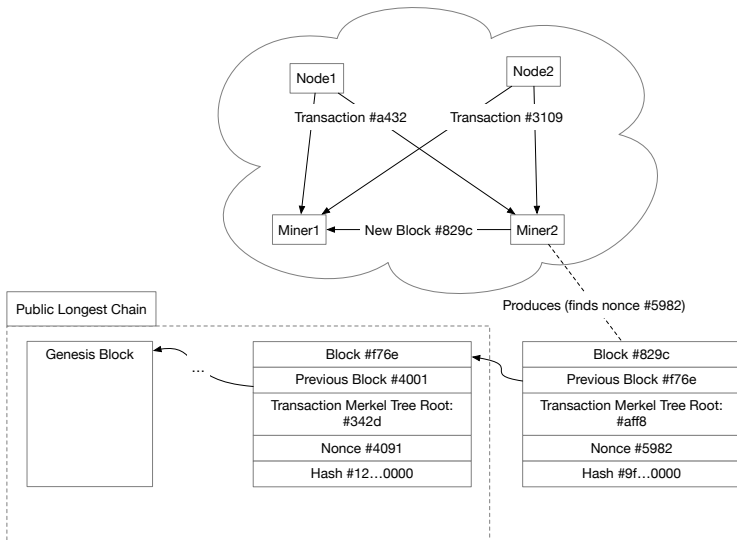 Node1
Node2
Transaction #a432
Transaction #3109
Miner1
New Block #829c
Miner2
Produces (finds nonce #5982)
Public Longest Chain
Genesis Block
...
Block #f76e
Previous Block #4001
Transaction Merkel Tree Root:
#342d
Nonce #4091
Hash #12...0000
Block #829c
Previous Block #f76e
Transaction Merkel Tree Root:
#aff8
Nonce #5982
Hash #9f...0000